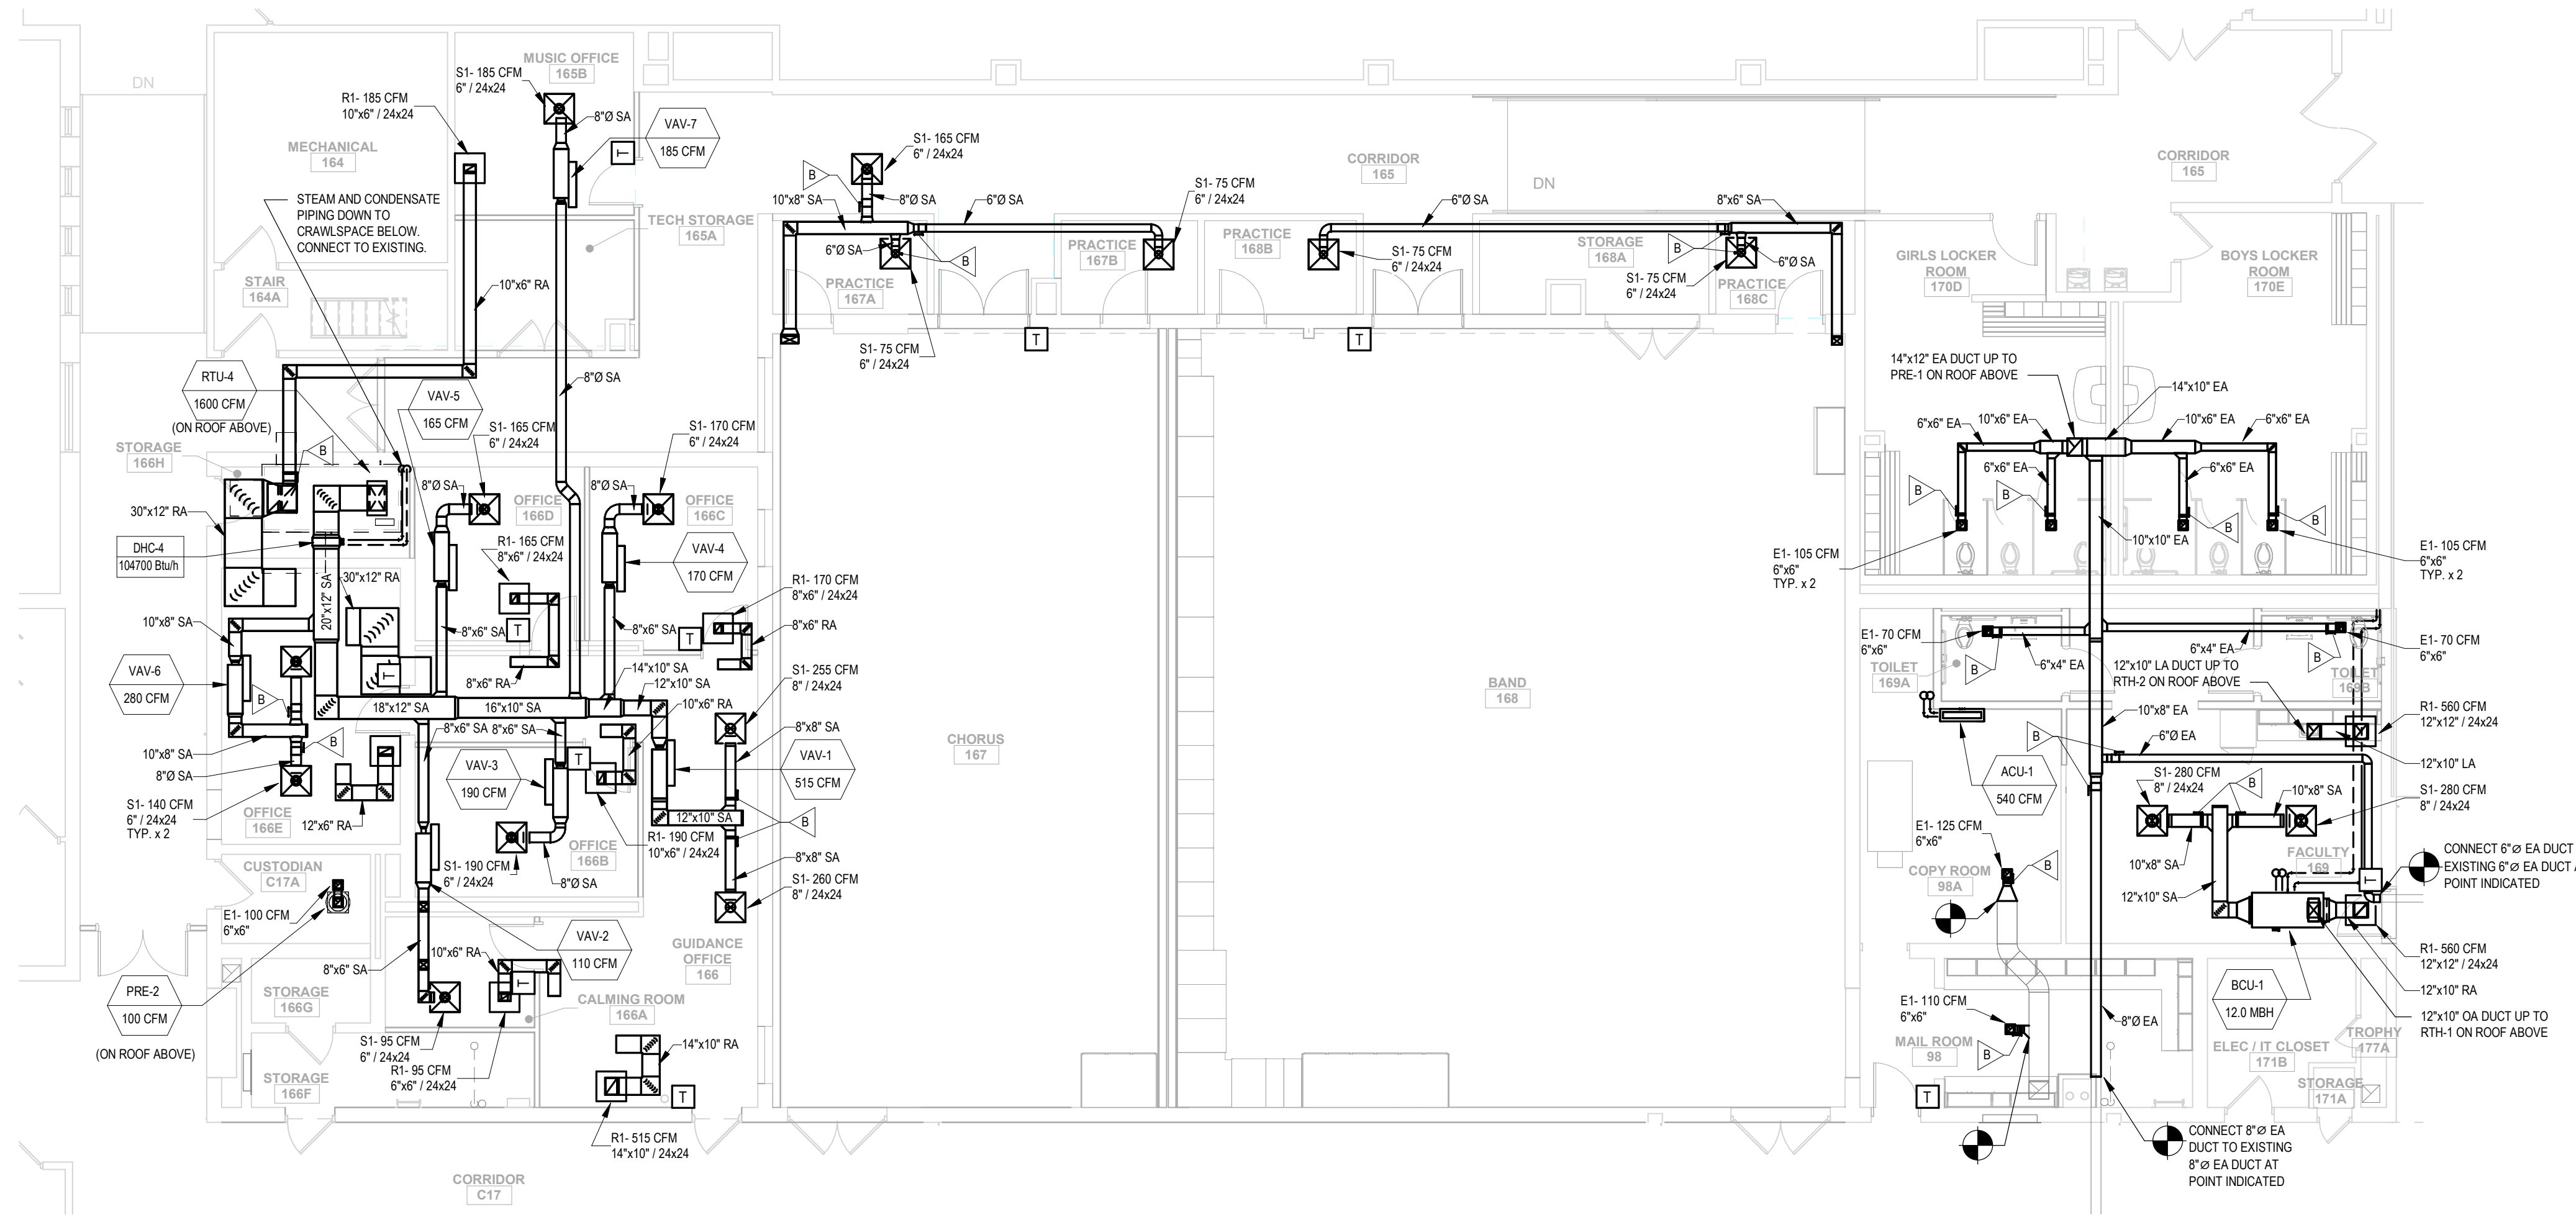 DN
MUSIC OFFICE
165B
S1- 185 CFM
6" / 24x24
R1- 185 CFM
10"x6" / 24x24
8"Ø SA
VAV-7
185 CFM
T
MECHANICAL
164
STEAM AND CONDENSATE
PIPING DOWN TO
CRAWLSPACE BELOW.
CONNECT TO EXISTING.
TECH STORAGE
165A
STAIR
164A
10"x6" RA
8"Ø SA
RTU-4
1600 CFM
(ON ROOF ABOVE)
VAV-5
165 CFM
S1- 165 CFM
6" / 24x24
S1- 170 CFM
6" / 24x24
STORAGE
166H
B
8"Ø SA
OFFICE
166D
8"Ø SA
OFFICE
166C
30"x12" RA
DHC-4
104700 Btu/h
20"x12" SA
30"x12" RA
R1- 165 CFM
8"x6" / 24x24
VAV-4
170 CFM
R1- 170 CFM
8"x6" / 24x24
10"x8" SA
8"x6" SA
T
8"x6" SA
T
8"x6" RA
VAV-6
280 CFM
B
T
8"x6" RA
14"x10" SA
12"x10" SA
S1- 255 CFM
8" / 24x24
18"x12" SA
16"x10" SA
10"x6" RA
8"x6" SA
8"x6" SA
8"x8" SA
10"x8" SA
B
VAV-3
190 CFM
T
VAV-1
515 CFM
8"Ø SA
S1- 140 CFM
6" / 24x24
TYP. x 2
OFFICE
166E
12"x6" RA
12"x10" SA
B
R1- 190 CFM
10"x6" / 24x24
OFFICE
166B
8"x8" SA
CUSTODIAN
C17A
S1- 190 CFM
6" / 24x24
8"Ø SA
S1- 260 CFM
8" / 24x24
E1- 100 CFM
6"x6"
VAV-2
110 CFM
GUIDANCE
OFFICE
166
10"x6" RA
8"x6" SA
T
PRE-2
100 CFM
(ON ROOF ABOVE)
STORAGE
166G
CALMING ROOM
166A
S1- 95 CFM
6" / 24x24
R1- 95 CFM
6"x6" / 24x24
14"x10" RA
STORAGE
166F
T
R1- 515 CFM
14"x10" / 24x24
CORRIDOR
C17
S1- 165 CFM
6" / 24x24
B
10"x8" SA
8"Ø SA
6"Ø SA
S1- 75 CFM
6" / 24x24
CORRIDOR
165
DN
6"Ø SA
8"x6" SA
6"Ø SA
B
PRACTICE
167B
PRACTICE
168B
S1- 75 CFM
6" / 24x24
STORAGE
168A
B
6"Ø SA
S1- 75 CFM
6" / 24x24
PRACTICE
167A
PRACTICE
168C
S1- 75 CFM
6" / 24x24
T
T
CHORUS
167
BAND
168
CORRIDOR
165
GIRLS LOCKER
ROOM
170D
BOYS LOCKER
ROOM
170E
14"x12" EA DUCT UP TO
PRE-1 ON ROOF ABOVE
14"x10" EA
6"x6" EA
10"x6" EA
10"x6" EA
6"x6" EA
6"x6" EA
6"x6" EA
B
B
B
B
10"x10" EA
E1- 105 CFM
6"x6"
TYP. x 2
E1- 105 CFM
6"x6"
TYP. x 2
E1- 70 CFM
6"x6"
E1- 70 CFM
6"x6"
TOILET
169A
B
6"x4" EA
6"x4" EA
B
12"x10" LA DUCT UP TO
RTH-2 ON ROOF ABOVE
TOILET
169B
10"x8" EA
R1- 560 CFM
12"x12" / 24x24
B
6"Ø EA
12"x10" LA
ACU-1
540 CFM
S1- 280 CFM
8" / 24x24
B
10"x8" SA
S1- 280 CFM
8" / 24x24
E1- 125 CFM
6"x6"
B
10"x8" SA
FACULTY
169
CONNECT 6"Ø EA DUCT
EXISTING 6"Ø EA DUCT
POINT INDICATED
COPY ROOM
98A
12"x10" SA
T
R1- 560 CFM
12"x12" / 24x24
BCU-1
12.0 MBH
12"x10" RA
E1- 110 CFM
6"x6"
8"Ø EA
12"x10" OA DUCT UP TO
RTH-1 ON ROOF ABOVE
MAIL ROOM
98
B
ELEC / IT CLOSET
171B
TROPHY
177A
STORAGE
171A
T
CONNECT 8"Ø EA
DUCT TO EXISTING
8"Ø EA DUCT AT
POINT INDICATED